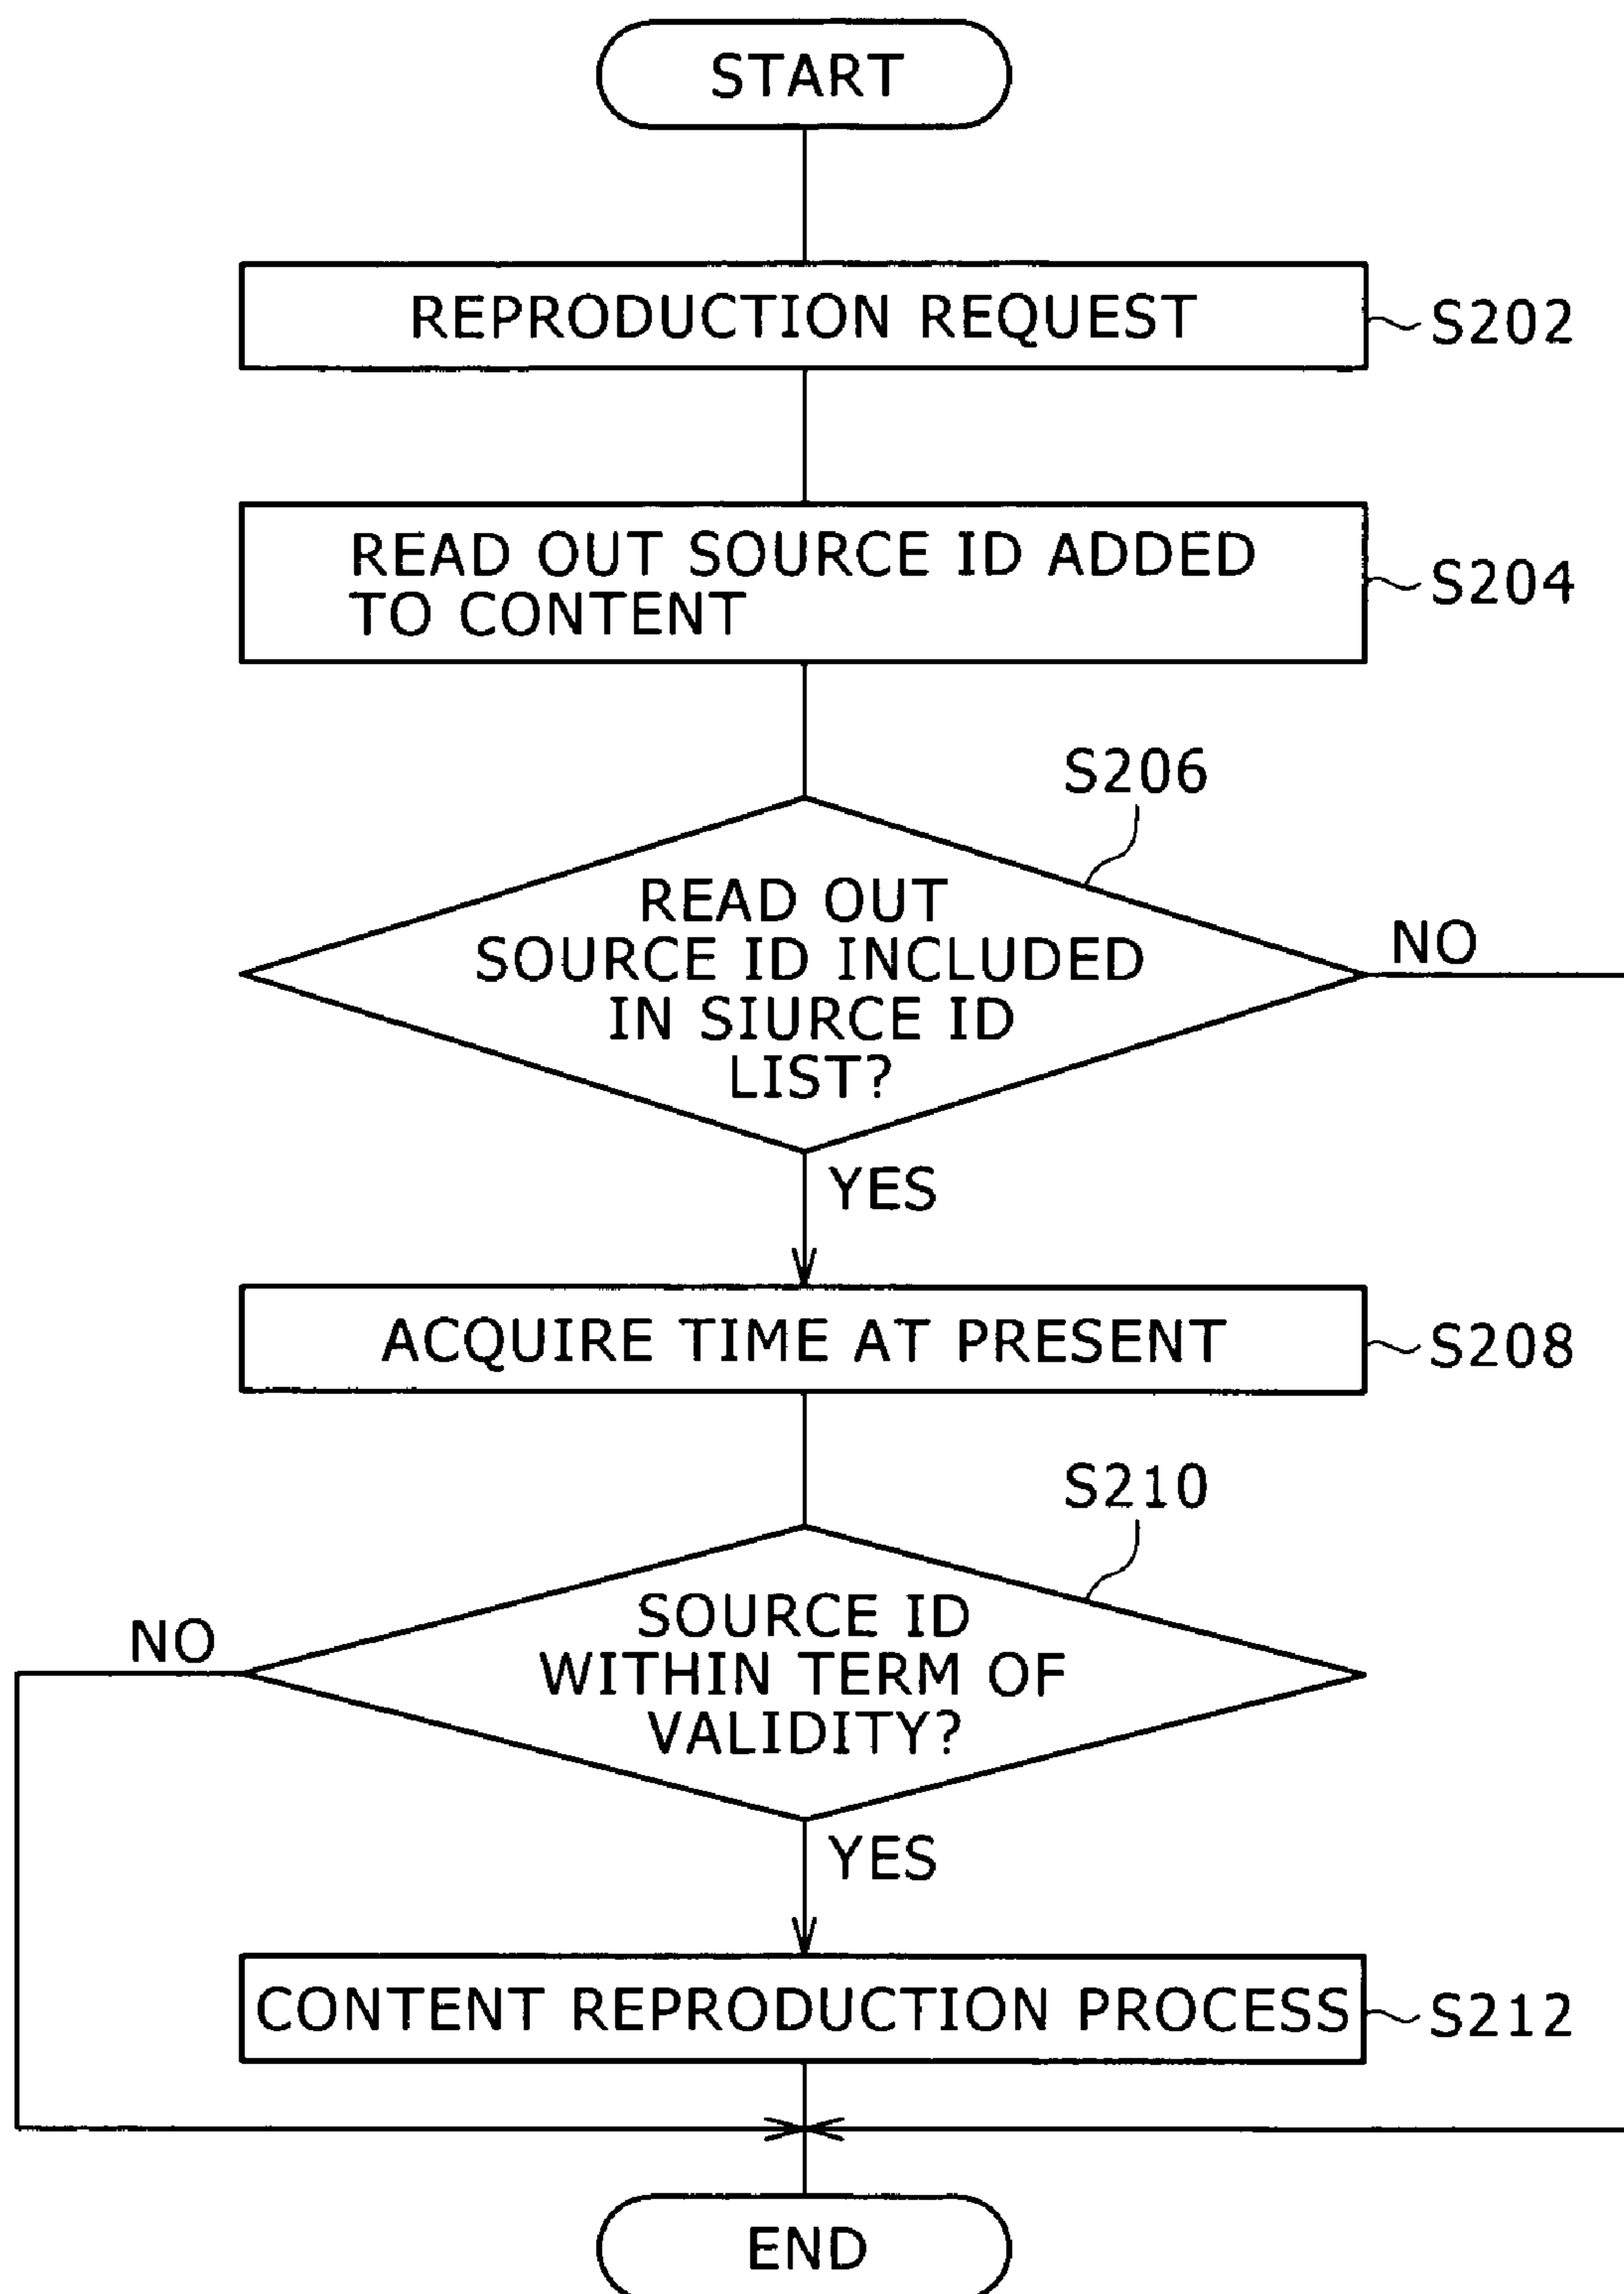 START
REPRODUCTION REQUEST
S202
READ OUT SOURCE ID ADDED
TO CONTENT
S204
S206
READ OUT
SOURCE ID INCLUDED
IN SIURCE ID
LIST?
NO
YES
ACQUIRE TIME AT PRESENT
S208
S210
SOURCE ID
WITHIN TERM OF
VALIDITY?
NO
YES
CONTENT REPRODUCTION PROCESS
S212
END